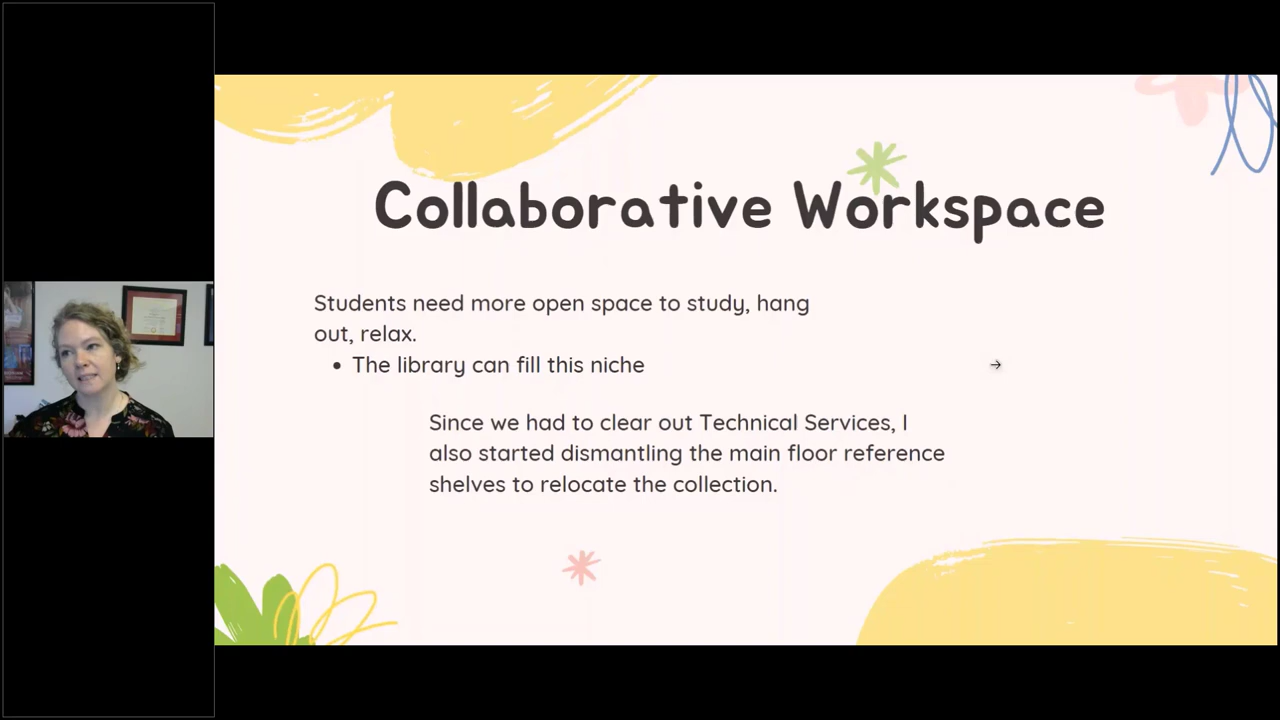 Collaborative Workspace
Students need more open space to study, hang
out, relax.
• The library can fill this niche
Since we had to clear out Technical Services, I
also started dismantling the main floor reference
shelves to relocate the collection.